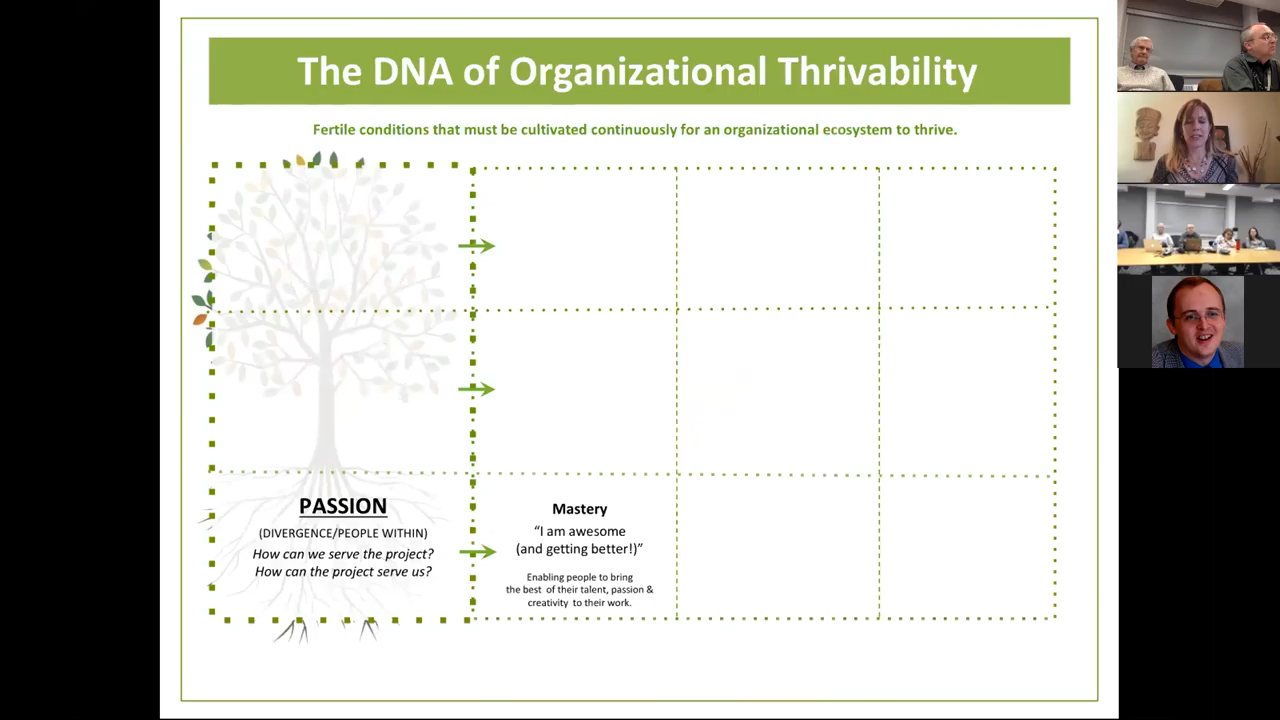 The DNA of Organizational Thrivability
Fertile conditions that must be cultivated continuously for an organizational ecosystem to thrive.
PASSION
(DIVERGENCE/PEOPLE WITHIN)
How can we serve the project?
How can the project serve us?
Mastery
“I am awesome
(and getting better!)”
Enabling people to bring
the best of their talent, passion &
creativity to their work.